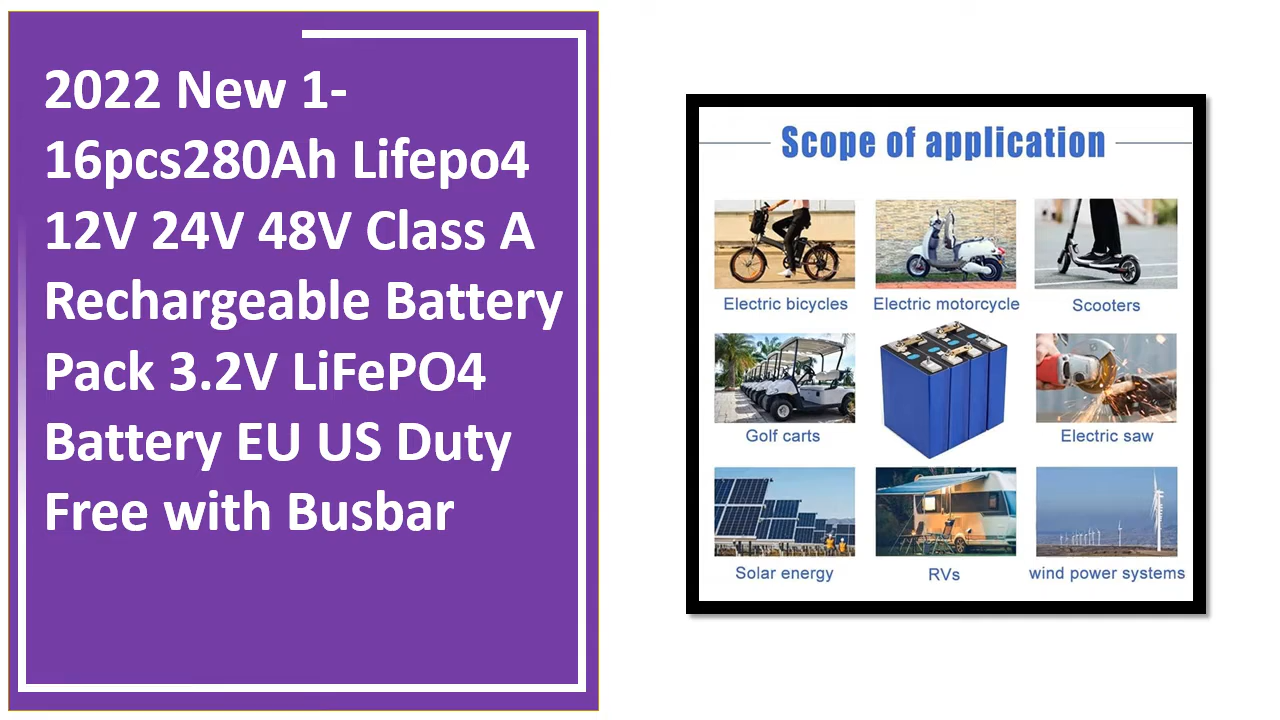 2022 New 1-
16pcs280Ah Lifepo4
12V 24V 48V Class A
Rechargeable Battery
Pack 3.2V LiFePO4
Battery EU US Duty
Free with Busbar
Scope of application
Electric bicycles
Electric motorcycle
Scooters
Golf carts
Electric saw
Solar energy
RVs
wind power systems